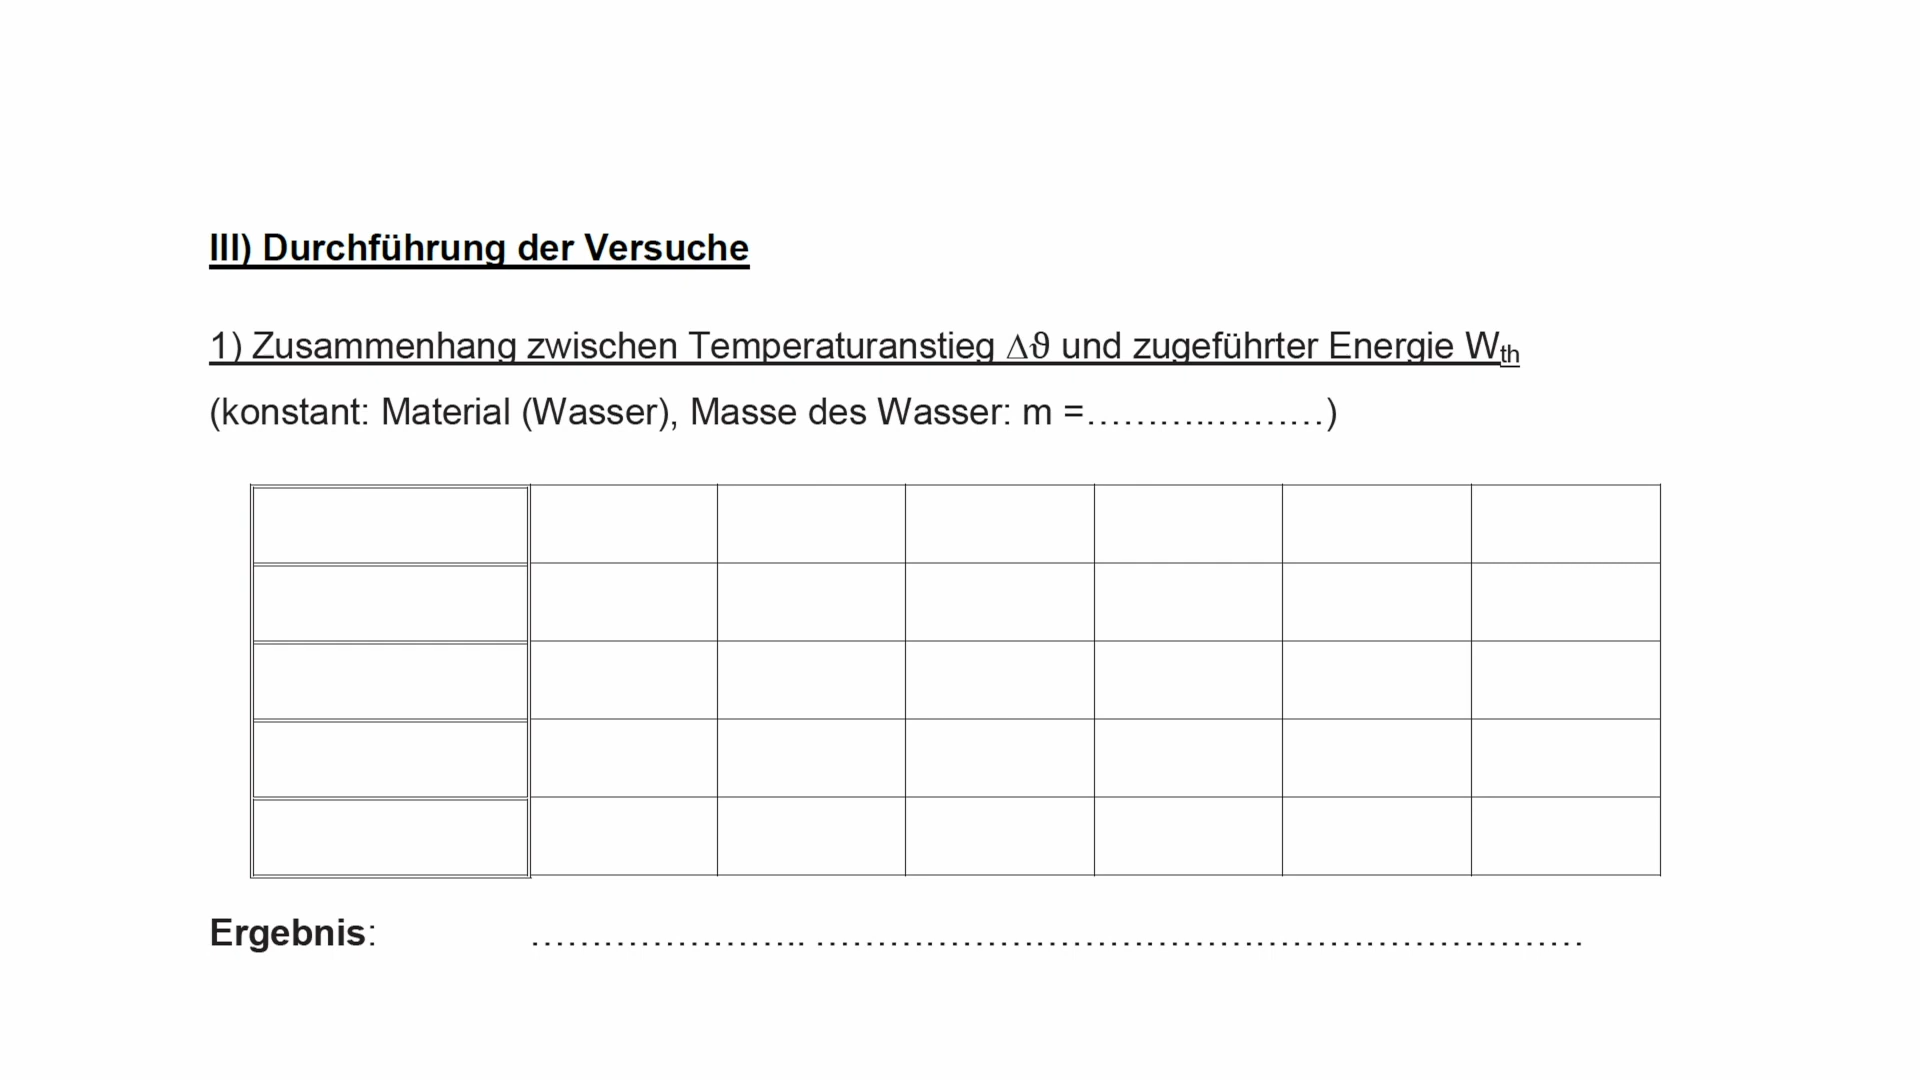 III) Durchführung der Versuche
1) Zusammenhang zwischen Temperaturanstieg Δϑ und zugeführter Energie Wth
(konstant: Material (Wasser), Masse des Wasser: m =…………………)
Ergebnis: …………………. ………………………………………………………